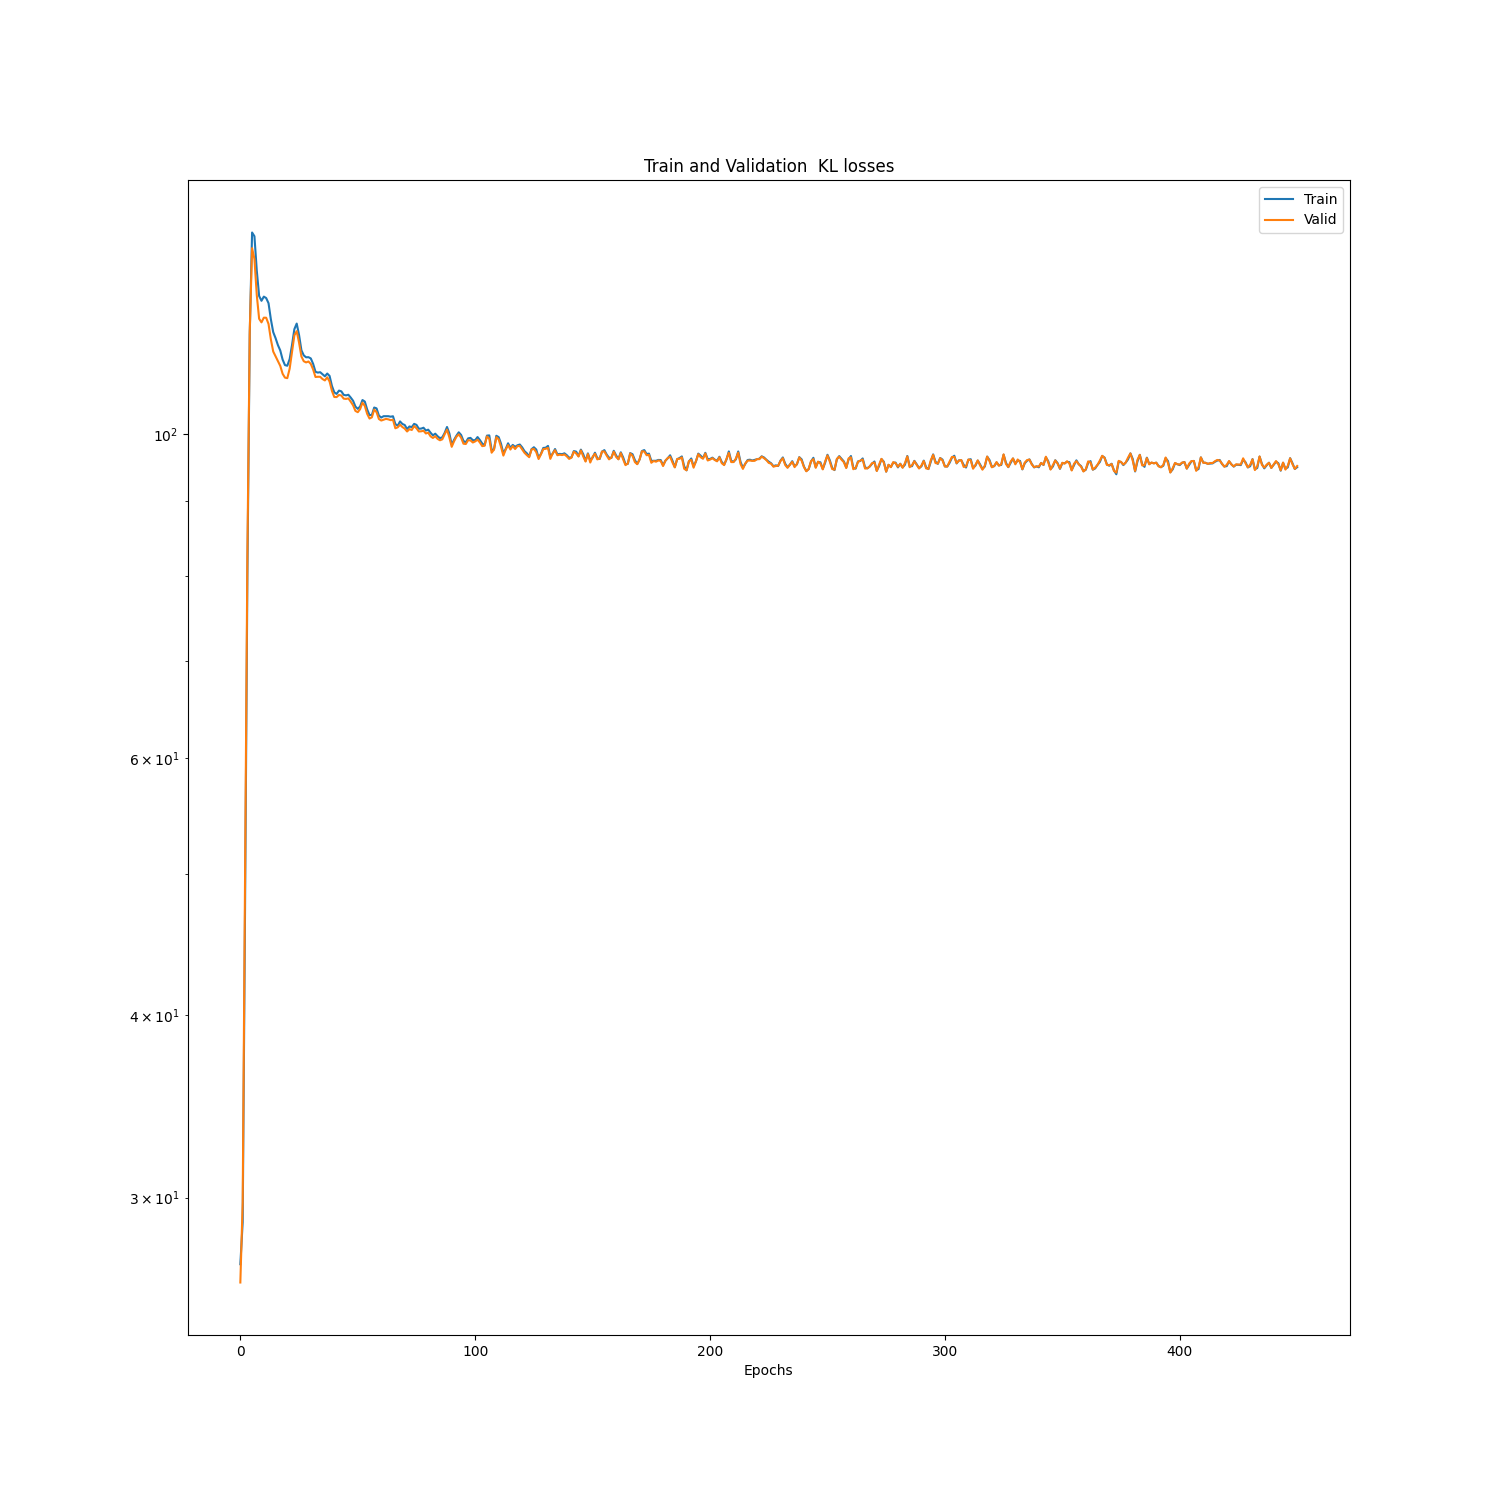 Train and Validation  KL losses
Train
Valid
10²
6 × 10¹
4 × 10¹
3 × 10¹
0 100 200 300 400
Epochs